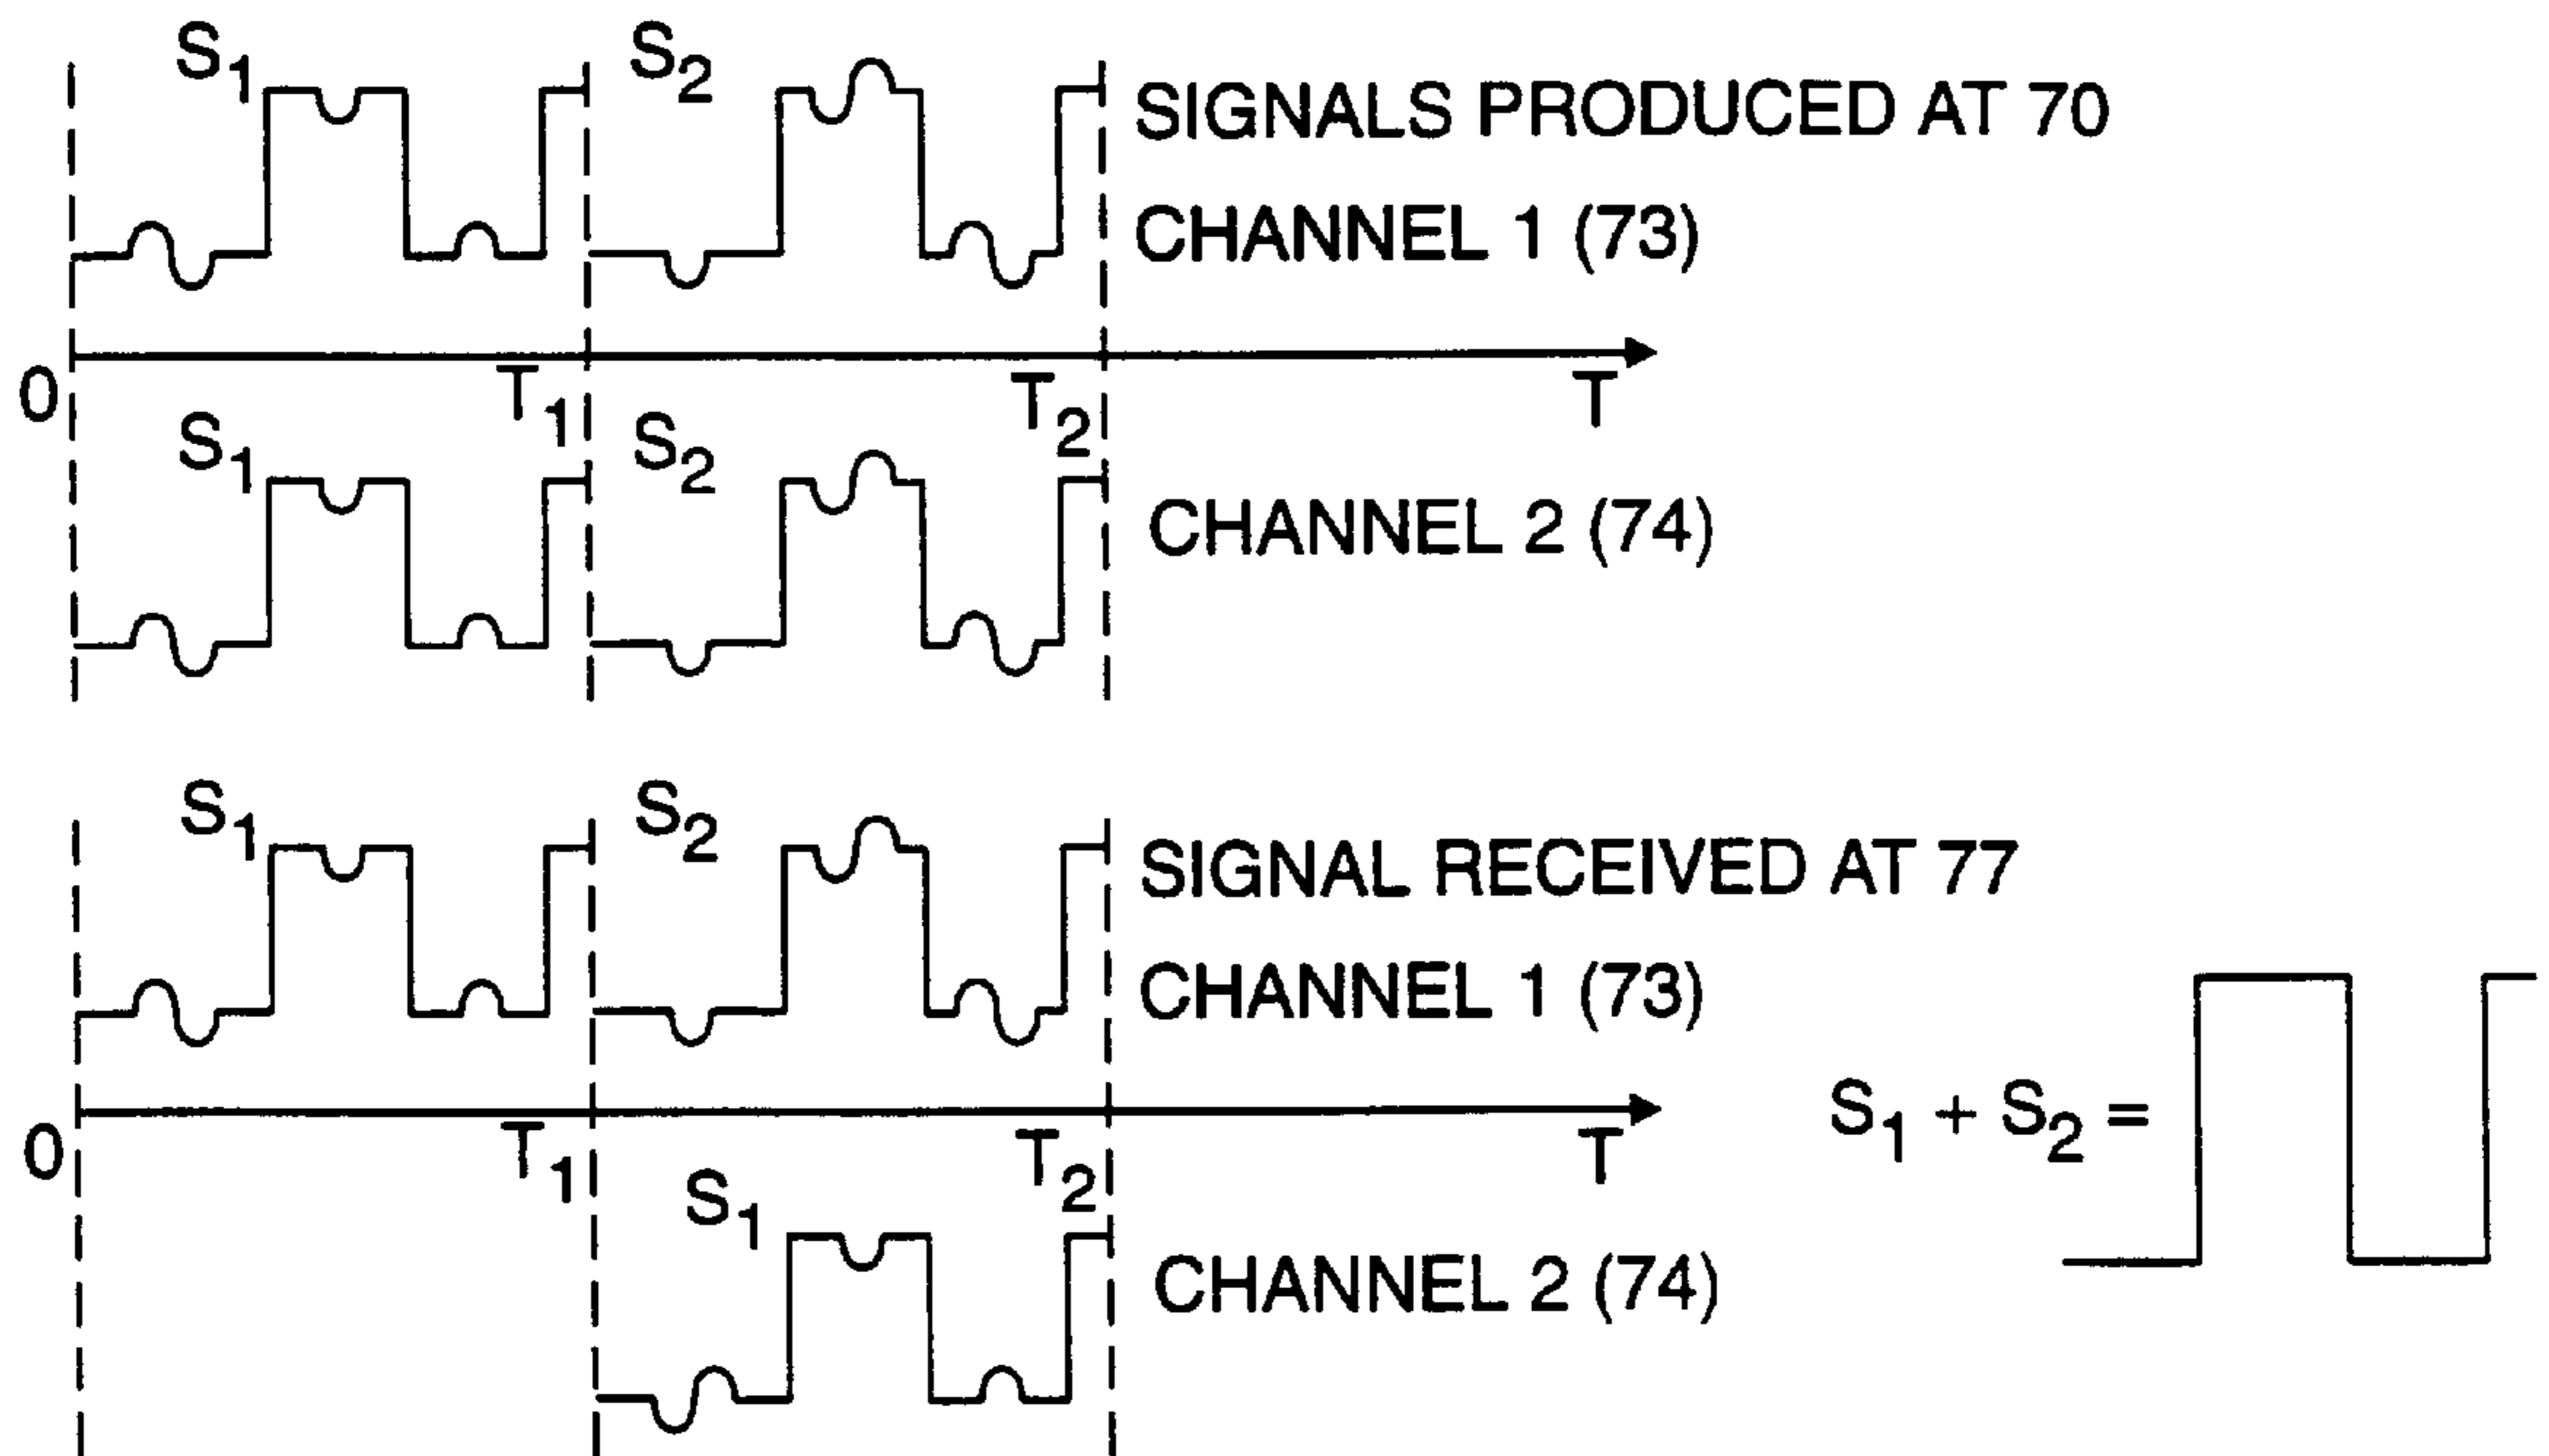 S1 S2 SIGNALS PRODUCED AT 70
CHANNEL 1 (73)
0 T1 T2 T
S1 S2 CHANNEL 2 (74)
S1 S2 SIGNAL RECEIVED AT 77
CHANNEL 1 (73)
0 T1 T2 T S1 + S2 =
S1 CHANNEL 2 (74)